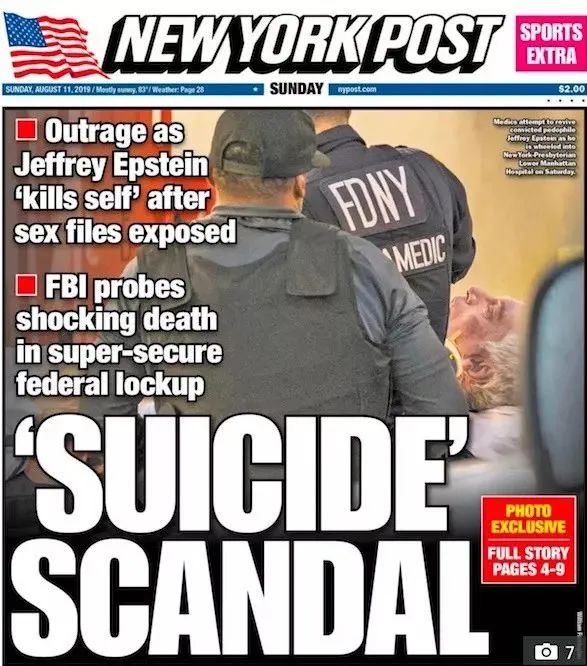 NEW YORK POST
SPORTS
EXTRA
SUNDAY, AUGUST 11, 2019 / Mostly sunny, 83° / Weather: Page 28
SUNDAY
nypost.com
$2.00
Outrage as
Jeffrey Epstein
‘kills self’ after
sex files exposed
FBI probes
shocking death
in super-secure
federal lockup
Medics attempt to revive
convicted pedophile
Jeffrey Epstein as he
is wheeled into
NewYork-Presbyterian
Lower Manhattan
Hospital on Saturday.
FDNY
AMEDIC
‘SUICIDE’
SCANDAL
PHOTO
EXCLUSIVE
FULL STORY
PAGES 4-9
William
7